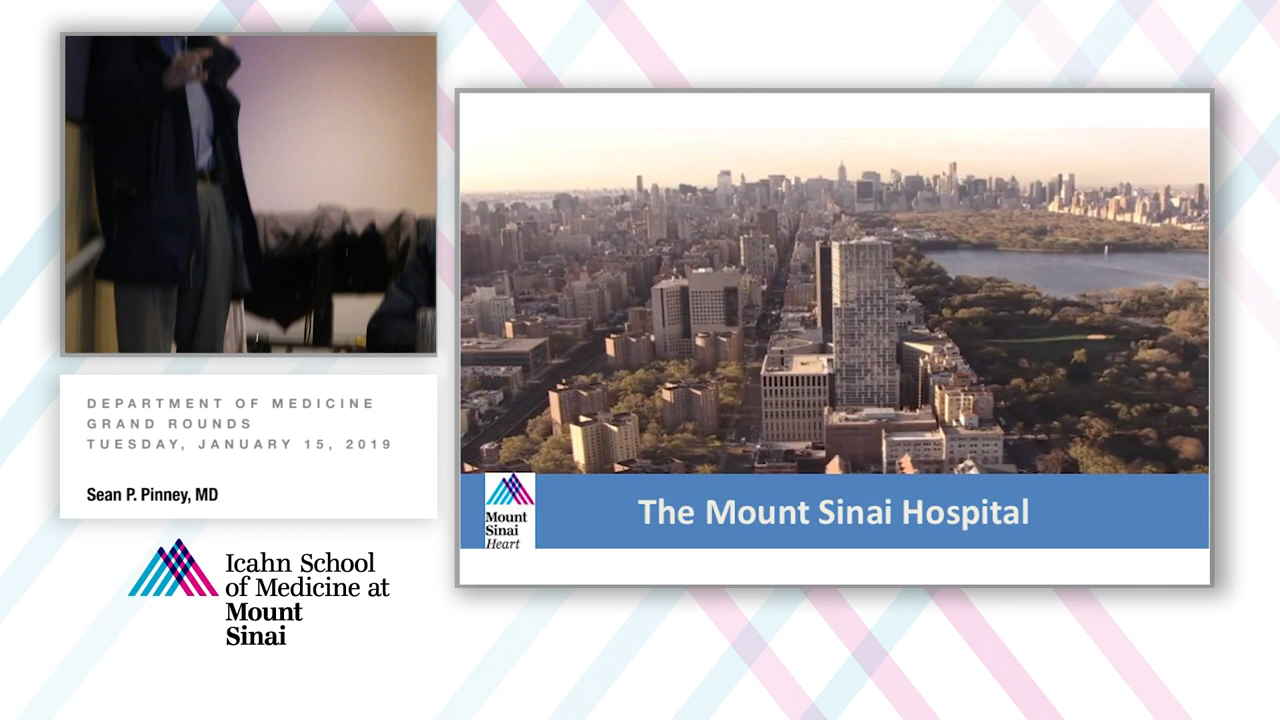 DEPARTMENT OF MEDICINE
GRAND ROUNDS
TUESDAY, JANUARY 15, 2019
Sean P. Pinney, MD
Icahn School
of Medicine at
Mount
Sinai
Mount
Sinai
Heart
The Mount Sinai Hospital